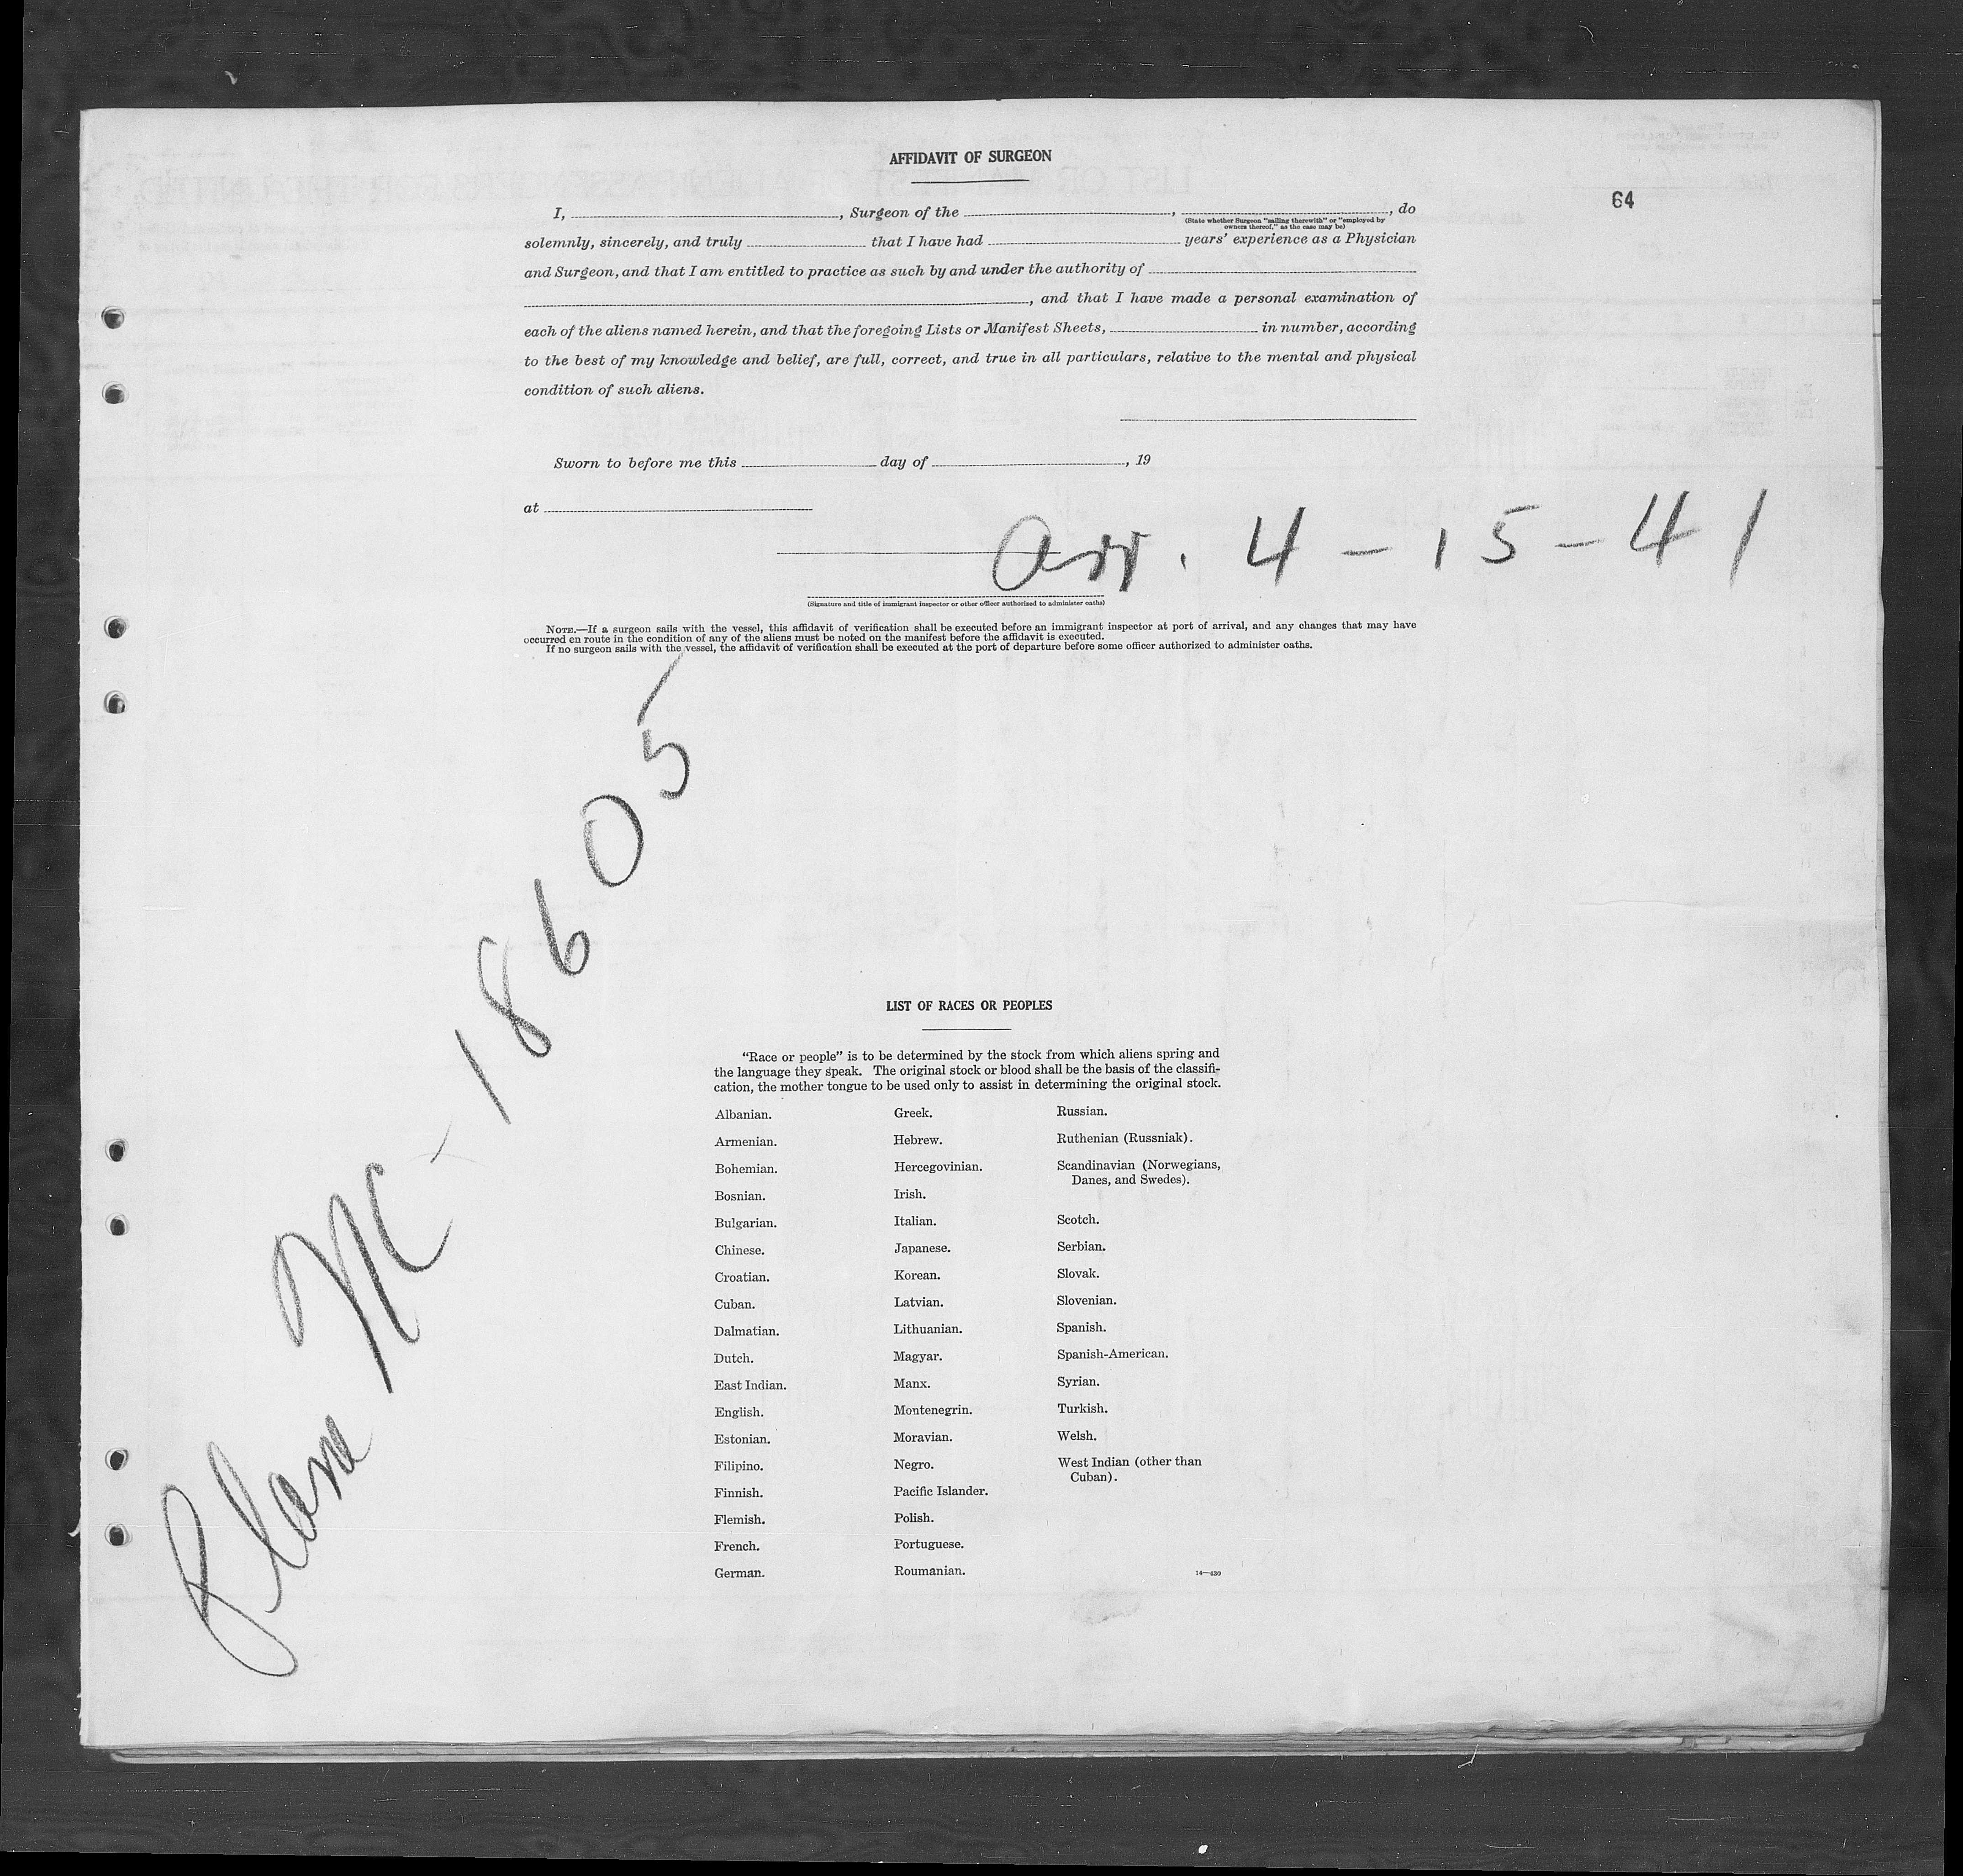 AFFIDAVIT OF SURGEON
64
I, , Surgeon of the , , do
(State whether Surgeon "sailing therewith" or "employed by
owners thereof," as the case may be)
solemnly, sincerely, and truly that I have had years' experience as a Physician
and Surgeon, and that I am entitled to practice as such by and under the authority of
, and that I have made a personal examination of
each of the aliens named herein, and that the foregoing Lists or Manifest Sheets, in number, according
to the best of my knowledge and belief, are full, correct, and true in all particulars, relative to the mental and physical
condition of such aliens.
Sworn to before me this day of , 19
at
Arr. 4-15-41
(Signature and title of immigrant inspector or other officer authorized to administer oaths)
NOTE.—If a surgeon sails with the vessel, this affidavit of verification shall be executed before an immigrant inspector at port of arrival, and any changes that may have
occurred en route in the condition of any of the aliens must be noted on the manifest before the affidavit is executed.
If no surgeon sails with the vessel, the affidavit of verification shall be executed at the port of departure before some officer authorized to administer oaths.
Plane NC-18605
LIST OF RACES OR PEOPLES
"Race or people" is to be determined by the stock from which aliens spring and
the language they speak. The original stock or blood shall be the basis of the classifi-
cation, the mother tongue to be used only to assist in determining the original stock.
Albanian.
Armenian.
Bohemian.
Bosnian.
Bulgarian.
Chinese.
Croatian.
Cuban.
Dalmatian.
Dutch.
East Indian.
English.
Estonian.
Filipino.
Finnish.
Flemish.
French.
German.
Greek.
Hebrew.
Hercegovinian.
Irish.
Italian.
Japanese.
Korean.
Latvian.
Lithuanian.
Magyar.
Manx.
Montenegrin.
Moravian.
Negro.
Pacific Islander.
Polish.
Portuguese.
Roumanian.
Russian.
Ruthenian (Russniak).
Scandinavian (Norwegians,
Danes, and Swedes).
Scotch.
Serbian.
Slovak.
Slovenian.
Spanish.
Spanish-American.
Syrian.
Turkish.
Welsh.
West Indian (other than
Cuban).
14—430